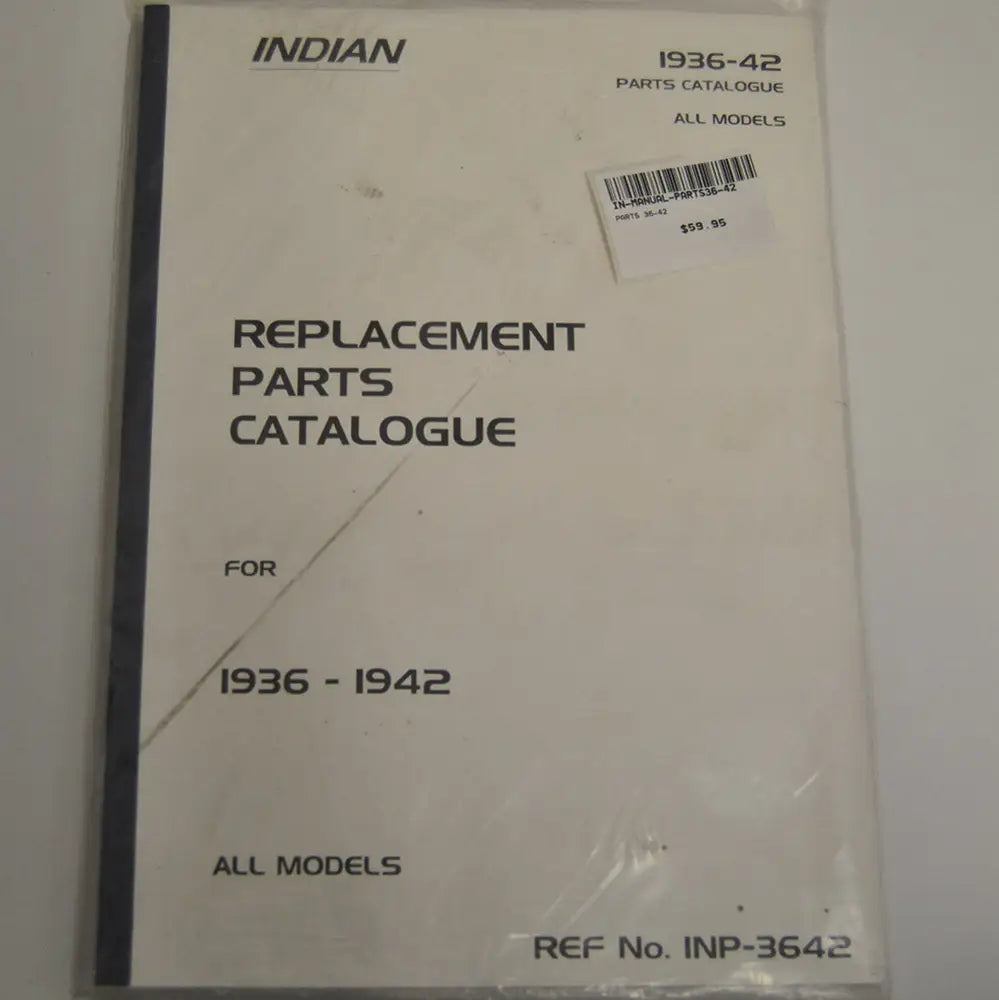 INDIAN
1936-42
PARTS CATALOGUE
ALL MODELS
IN-MANUAL-PARTS36-42
PARTS 36-42
$59.95
REPLACEMENT
PARTS
CATALOGUE
FOR
1936 - 1942
ALL MODELS
REF No. INP-3642